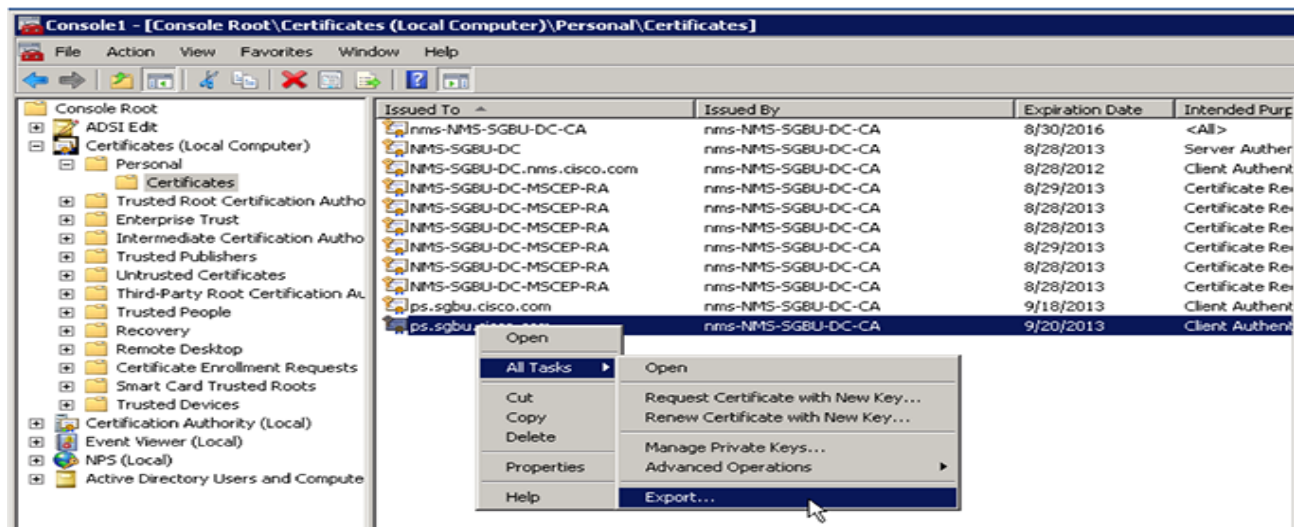 Console1 - [Console Root\Certificates (Local Computer)\Personal\Certificates]
File Action View Favorites Window Help
Console Root
ADSI Edit
Certificates (Local Computer)
Personal
Certificates
Trusted Root Certification Autho
Enterprise Trust
Intermediate Certification Autho
Trusted Publishers
Untrusted Certificates
Third-Party Root Certification Au
Trusted People
Recovery
Remote Desktop
Certificate Enrollment Requests
Smart Card Trusted Roots
Trusted Devices
Certification Authority (Local)
Event Viewer (Local)
NPS (Local)
Active Directory Users and Compute
Issued To Issued By Expiration Date Intended Purp
nms-NMS-SGBU-DC-CA nms-NMS-SGBU-DC-CA 8/30/2016 <All>
NMS-SGBU-DC nms-NMS-SGBU-DC-CA 8/28/2013 Server Auther
NMS-SGBU-DC.nms.cisco.com nms-NMS-SGBU-DC-CA 8/28/2012 Client Authent
NMS-SGBU-DC-MSCEP-RA nms-NMS-SGBU-DC-CA 8/29/2013 Certificate Re
NMS-SGBU-DC-MSCEP-RA nms-NMS-SGBU-DC-CA 8/28/2013 Certificate Re
NMS-SGBU-DC-MSCEP-RA nms-NMS-SGBU-DC-CA 8/28/2013 Certificate Re
NMS-SGBU-DC-MSCEP-RA nms-NMS-SGBU-DC-CA 8/29/2013 Certificate Re
NMS-SGBU-DC-MSCEP-RA nms-NMS-SGBU-DC-CA 8/28/2013 Certificate Re
NMS-SGBU-DC-MSCEP-RA nms-NMS-SGBU-DC-CA 8/28/2013 Certificate Re
ps.sgbu.cisco.com nms-NMS-SGBU-DC-CA 9/18/2013 Client Authent
ps.sgbu.cisco.com nms-NMS-SGBU-DC-CA 9/20/2013 Client Authent
Open
All Tasks
Cut
Copy
Delete
Properties
Help
Open
Request Certificate with New Key...
Renew Certificate with New Key...
Manage Private Keys...
Advanced Operations
Export...